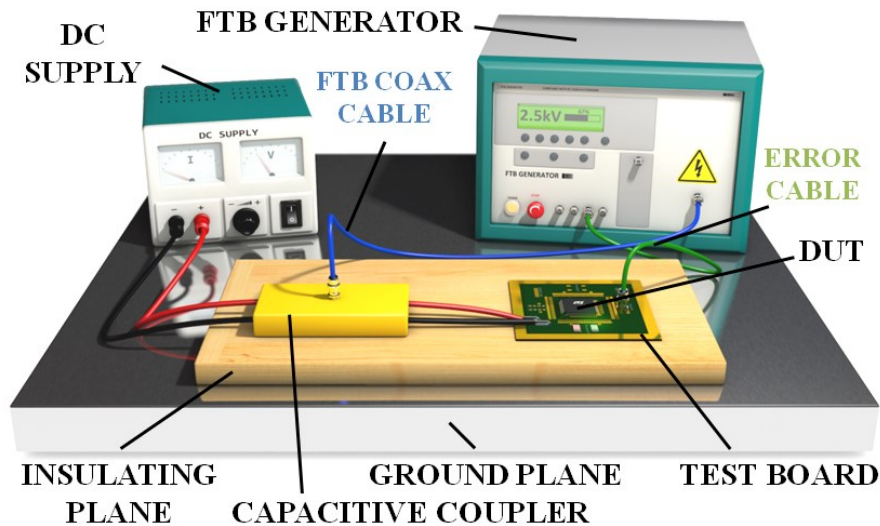 DC
SUPPLY
FTB GENERATOR
FTB COAX
CABLE
DC SUPPLY
I
V
-
+
- +
2.5kV
FTB GENERATOR
ERROR
CABLE
DUT
INSULATING
PLANE
GROUND PLANE
TEST BOARD
CAPACITIVE COUPLER